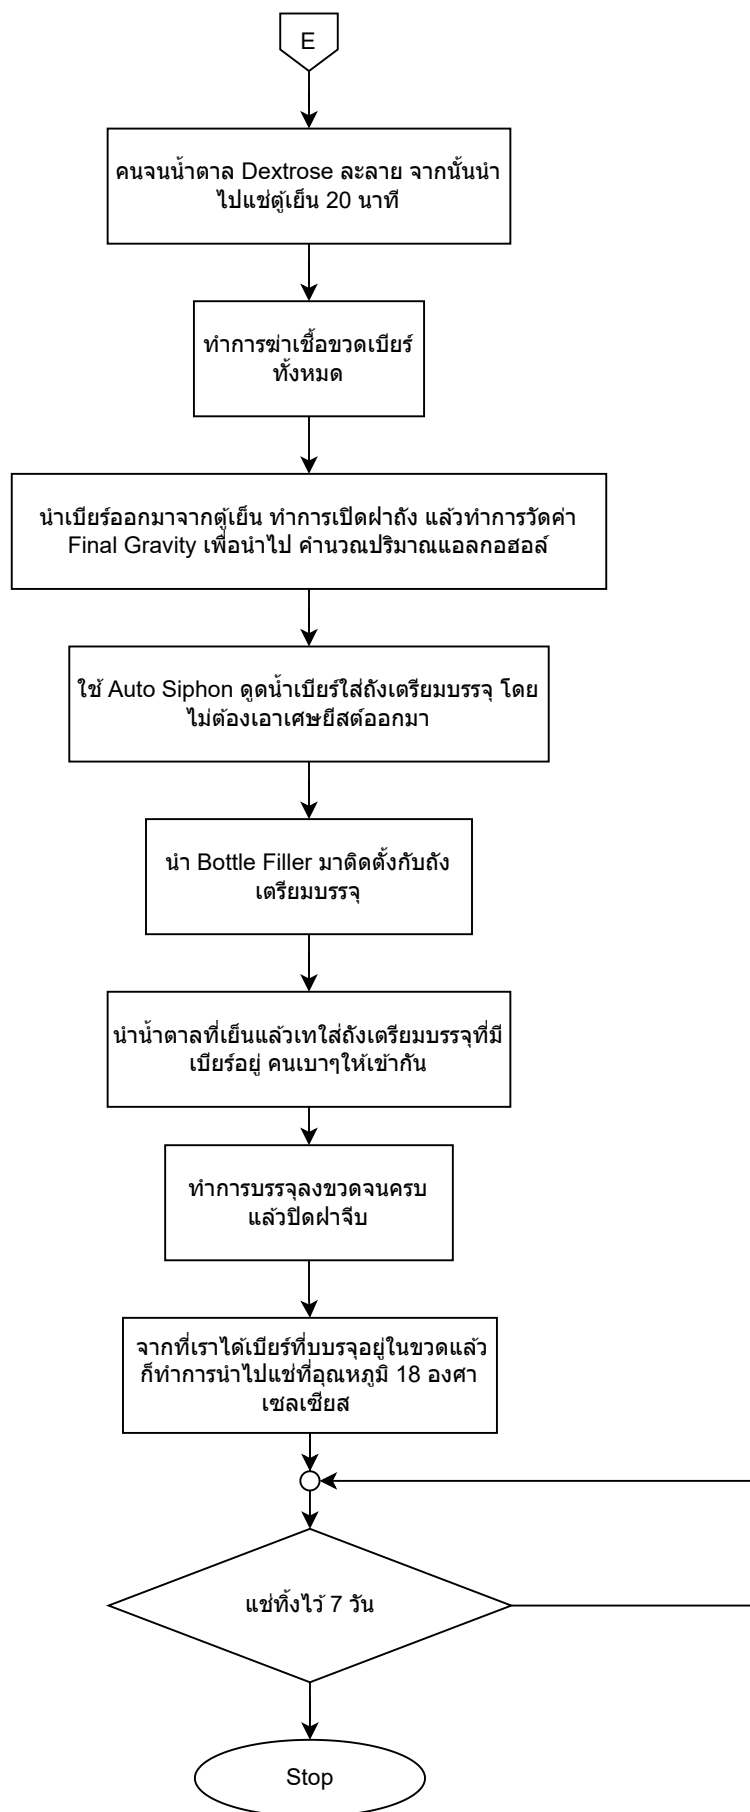 E
คนจนน้ำตาล Dextrose ละลาย จากนั้นนำ
ไปแช่ตู้เย็น 20 นาที
ทำการฆ่าเชื้อขวดเบียร์
ทั้งหมด
นำเบียร์ออกมาจากตู้เย็น ทำการเปิดฝาถัง แล้วทำการวัดค่า
Final Gravity เพื่อนำไป คำนวณปริมาณแอลกอฮอล์
ใช้ Auto Siphon ดูดน้ำเบียร์ใส่ถังเตรียมบรรจุ โดย
ไม่ต้องเอาเศษยีสต์ออกมา
นำ Bottle Filler มาติดตั้งกับถัง
เตรียมบรรจุ
นำน้ำตาลที่เย็นแล้วเทใส่ถังเตรียมบรรจุที่มี
เบียร์อยู่ คนเบาๆให้เข้ากัน
ทำการบรรจุลงขวดจนครบ
แล้วปิดฝาจีบ
จากที่เราได้เบียร์ที่บบรจุอยู่ในขวดแล้ว
ก็ทำการนำไปแช่ที่อุณหภูมิ 18 องศา
เซลเซียส
แช่ทิ้งไว้ 7 วัน
Stop